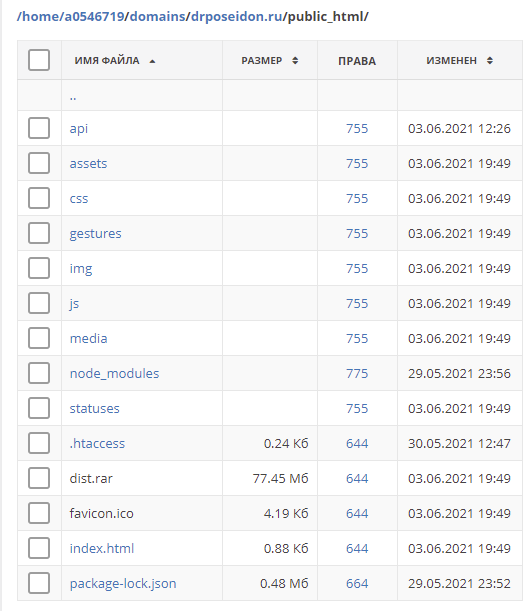 /home/a0546719/domains/drposeidon.ru/public_html/
ИМЯ ФАЙЛА РАЗМЕР ПРАВА ИЗМЕНЕН
..
api 755 03.06.2021 12:26
assets 755 03.06.2021 19:49
css 755 03.06.2021 19:49
gestures 755 03.06.2021 19:49
img 755 03.06.2021 19:49
js 755 03.06.2021 19:49
media 755 03.06.2021 19:49
node_modules 775 29.05.2021 23:56
statuses 755 03.06.2021 19:49
.htaccess 0.24 Кб 644 30.05.2021 12:47
dist.rar 77.45 Мб 644 03.06.2021 19:49
favicon.ico 4.19 Кб 644 03.06.2021 19:49
index.html 0.88 Кб 644 03.06.2021 19:49
package-lock.json 0.48 Мб 664 29.05.2021 23:52